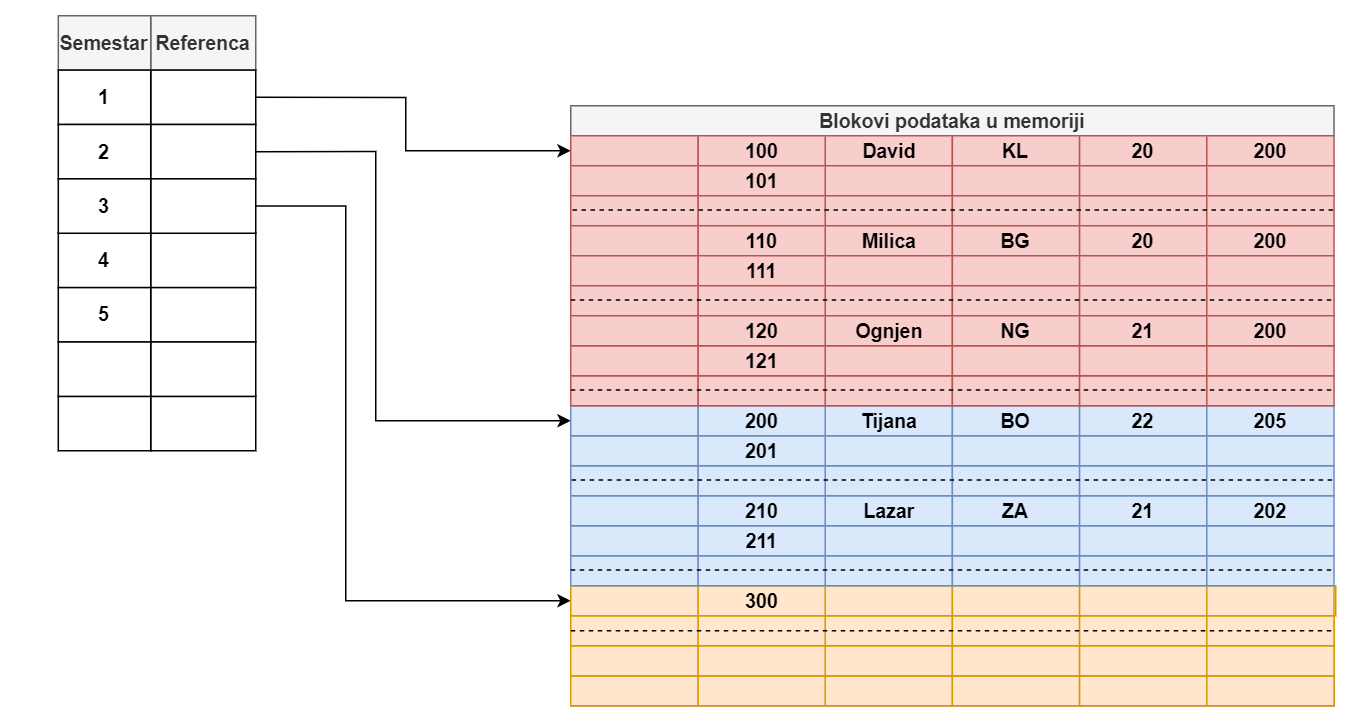 Semestar Referenca
1
2
3
4
5
Blokovi podataka u memoriji
100 David KL 20 200
101
110 Milica BG 20 200
111
120 Ognjen NG 21 200
121
200 Tijana BO 22 205
201
210 Lazar ZA 21 202
211
300